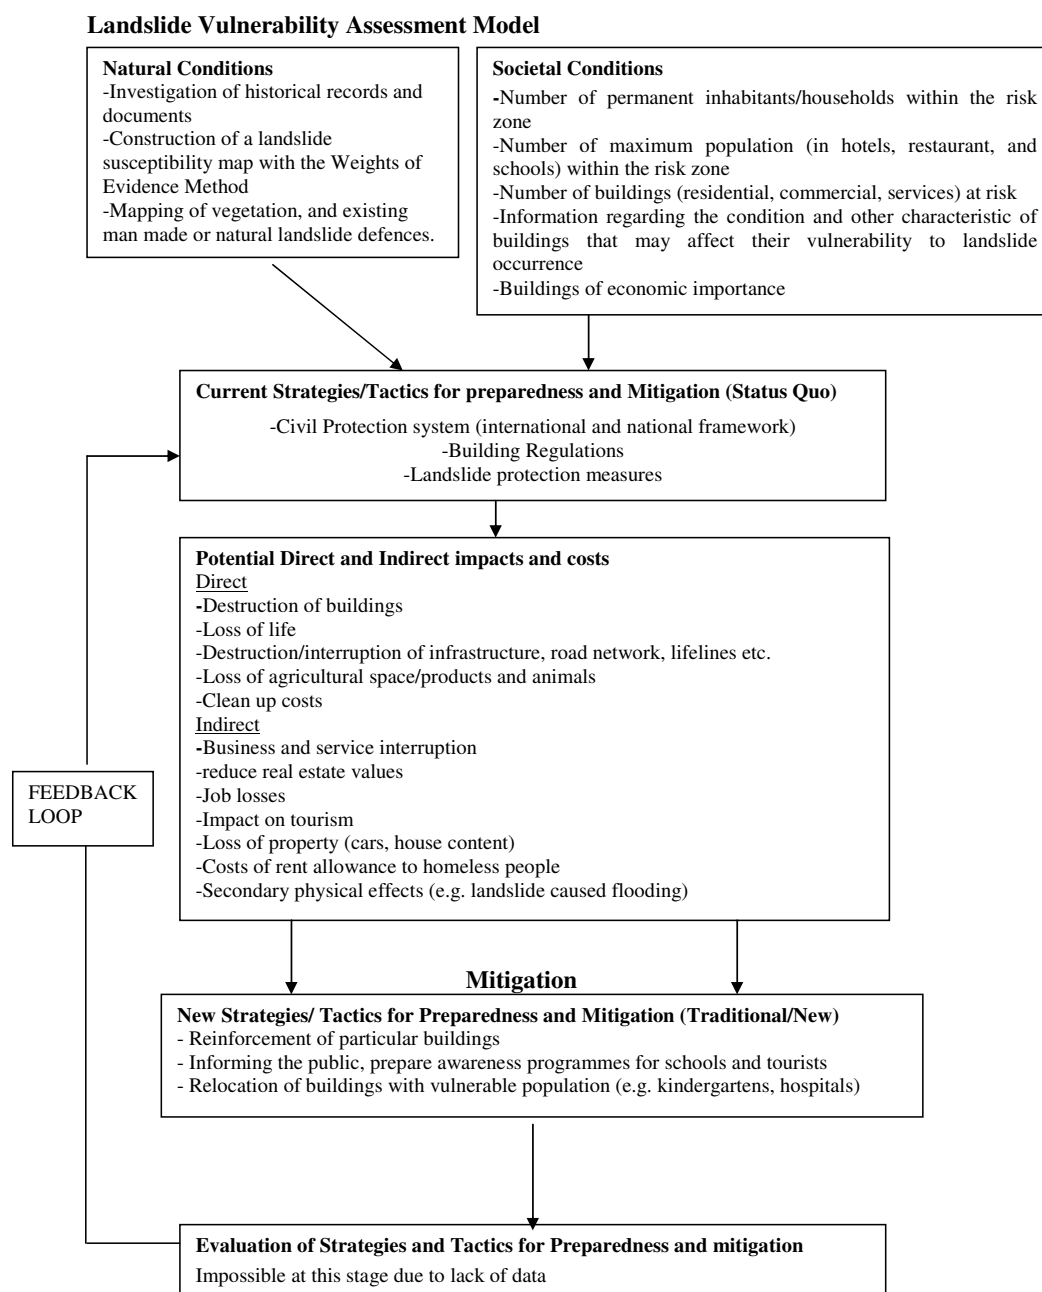 Landslide Vulnerability Assessment Model
Natural Conditions
-Investigation of historical records and
documents
-Construction of a landslide
susceptibility map with the Weights of
Evidence Method
-Mapping of vegetation, and existing
man made or natural landslide defences.
Societal Conditions
-Number of permanent inhabitants/households within the risk
zone
-Number of maximum population (in hotels, restaurant, and
schools) within the risk zone
-Number of buildings (residential, commercial, services) at risk
-Information regarding the condition and other characteristic of
buildings that may affect their vulnerability to landslide
occurrence
-Buildings of economic importance
Current Strategies/Tactics for preparedness and Mitigation (Status Quo)
-Civil Protection system (international and national framework)
-Building Regulations
-Landslide protection measures
Potential Direct and Indirect impacts and costs
Direct
-Destruction of buildings
-Loss of life
-Destruction/interruption of infrastructure, road network, lifelines etc.
-Loss of agricultural space/products and animals
-Clean up costs
Indirect
-Business and service interruption
-reduce real estate values
-Job losses
-Impact on tourism
-Loss of property (cars, house content)
-Costs of rent allowance to homeless people
-Secondary physical effects (e.g. landslide caused flooding)
FEEDBACK
LOOP
Mitigation
New Strategies/ Tactics for Preparedness and Mitigation (Traditional/New)
- Reinforcement of particular buildings
- Informing the public, prepare awareness programmes for schools and tourists
- Relocation of buildings with vulnerable population (e.g. kindergartens, hospitals)
Evaluation of Strategies and Tactics for Preparedness and mitigation
Impossible at this stage due to lack of data